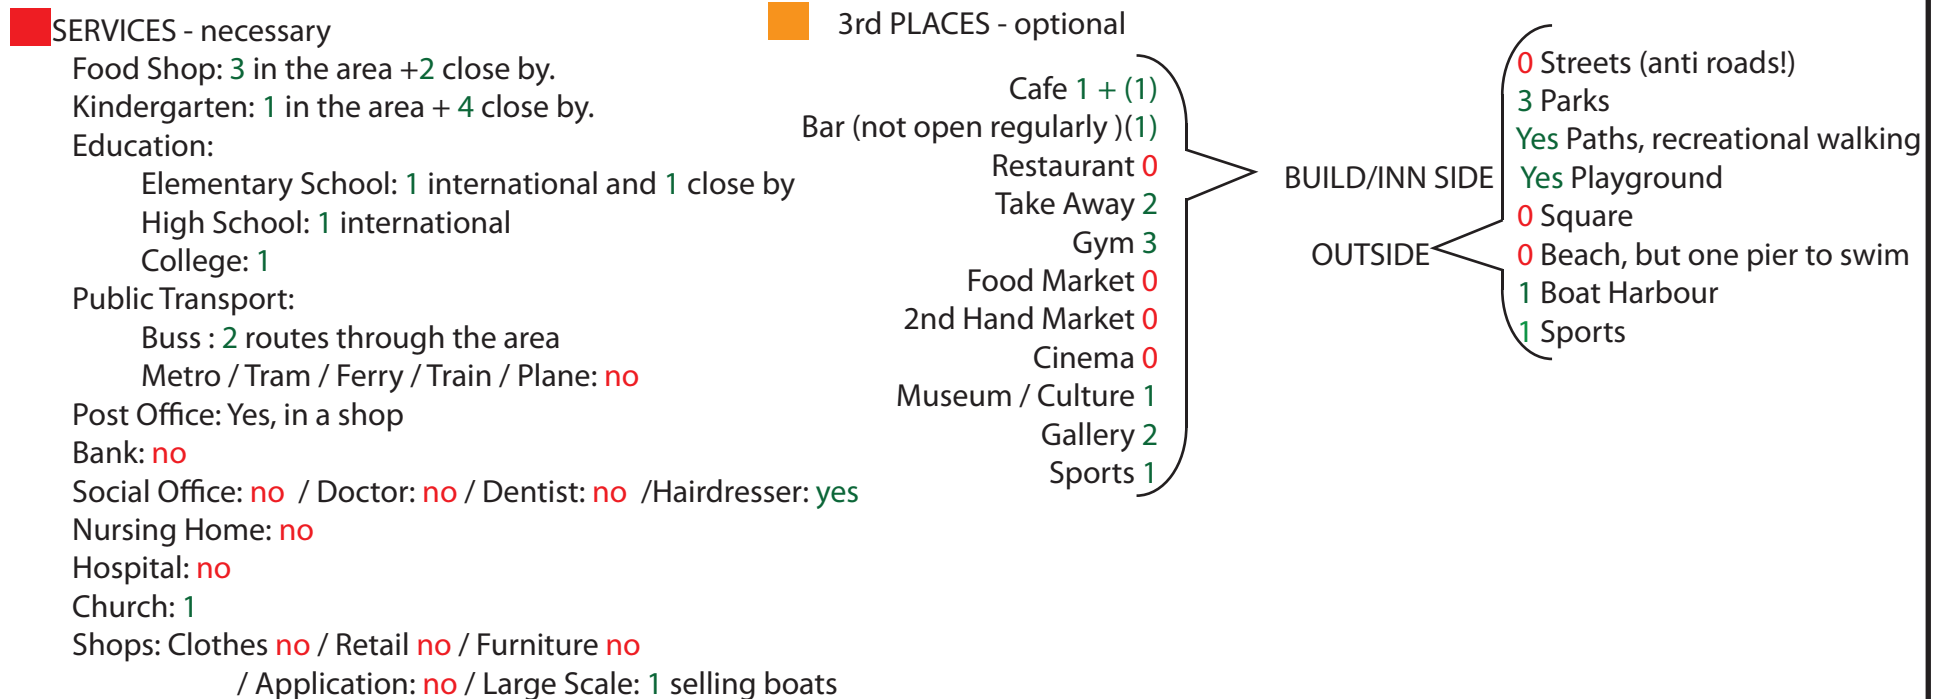 SERVICES - necessary
Food Shop: 3 in the area +2 close by.
Kindergarten: 1 in the area + 4 close by.
Education:
Elementary School: 1 international and 1 close by
High School: 1 international
College: 1
Public Transport:
Buss : 2 routes through the area
Metro / Tram / Ferry / Train / Plane: no
Post Office: Yes, in a shop
Bank: no
Social Office: no / Doctor: no / Dentist: no /Hairdresser: yes
Nursing Home: no
Hospital: no
Church: 1
Shops: Clothes no / Retail no / Furniture no
/ Application: no / Large Scale: 1 selling boats
3rd PLACES - optional
Cafe 1 + (1)
Bar (not open regularly )(1)
Restaurant 0
Take Away 2
Gym 3
Food Market 0
2nd Hand Market 0
Cinema 0
Museum / Culture 1
Gallery 2
Sports 1
BUILD/INN SIDE
OUTSIDE
0 Streets (anti roads!)
3 Parks
Yes Paths, recreational walking
Yes Playground
0 Square
0 Beach, but one pier to swim
1 Boat Harbour
1 Sports